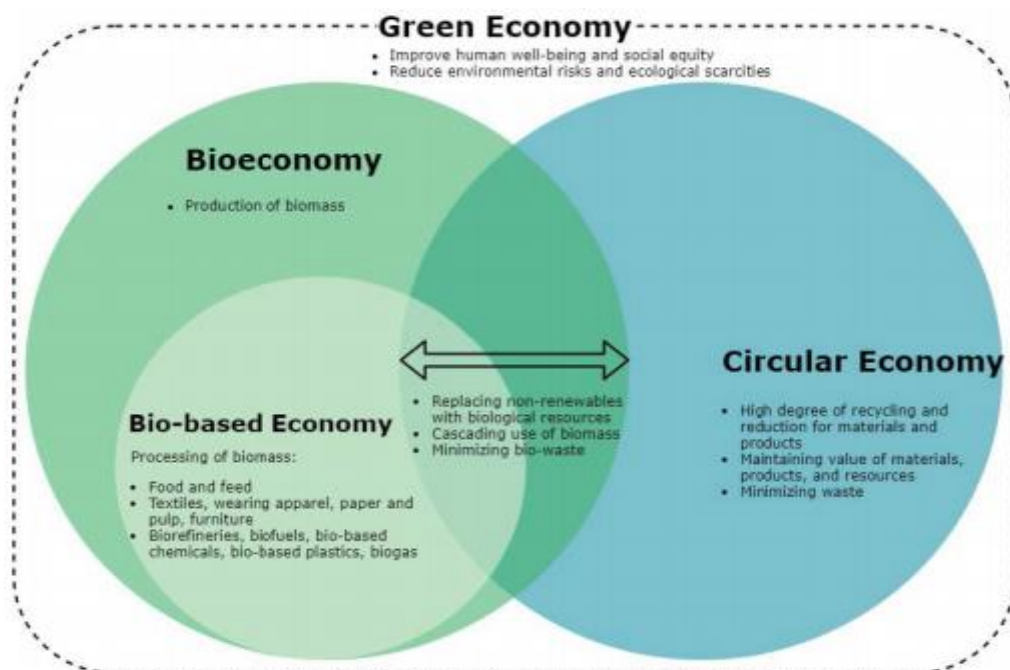 Green Economy
• Improve human well-being and social equity
• Reduce environmental risks and ecological scarcities
Bioeconomy
• Production of biomass
Bio-based Economy
Processing of biomass:
• Food and feed
• Textiles, wearing apparel, paper and
pulp, furniture
• Biorefineries, biofuels, bio-based
chemicals, bio-based plastics, biogas
• Replacing non-renewables
with biological resources
• Cascading use of biomass
• Minimizing bio-waste
Circular Economy
• High degree of recycling and
reduction for materials and
products
• Maintaining value of materials,
products, and resources
• Minimizing waste